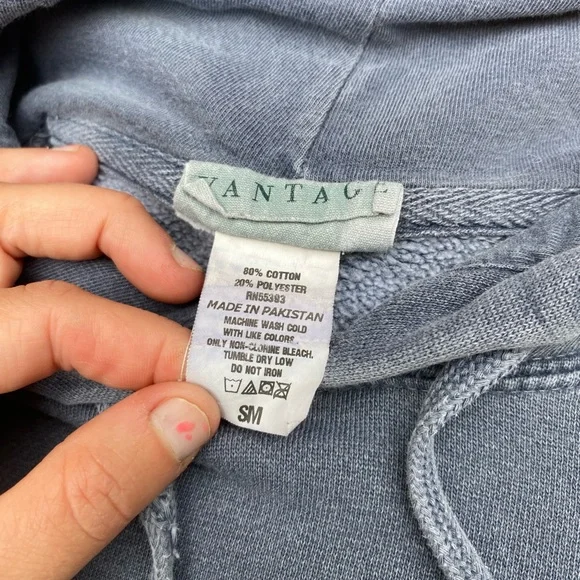 VANTAGE
80% COTTON
20% POLYESTER
RN55383
MADE IN PAKISTAN
MACHINE WASH COLD
WITH LIKE COLORS.
ONLY NON-CLORINE BLEACH.
TUMBLE DRY LOW
DO NOT IRON
SM